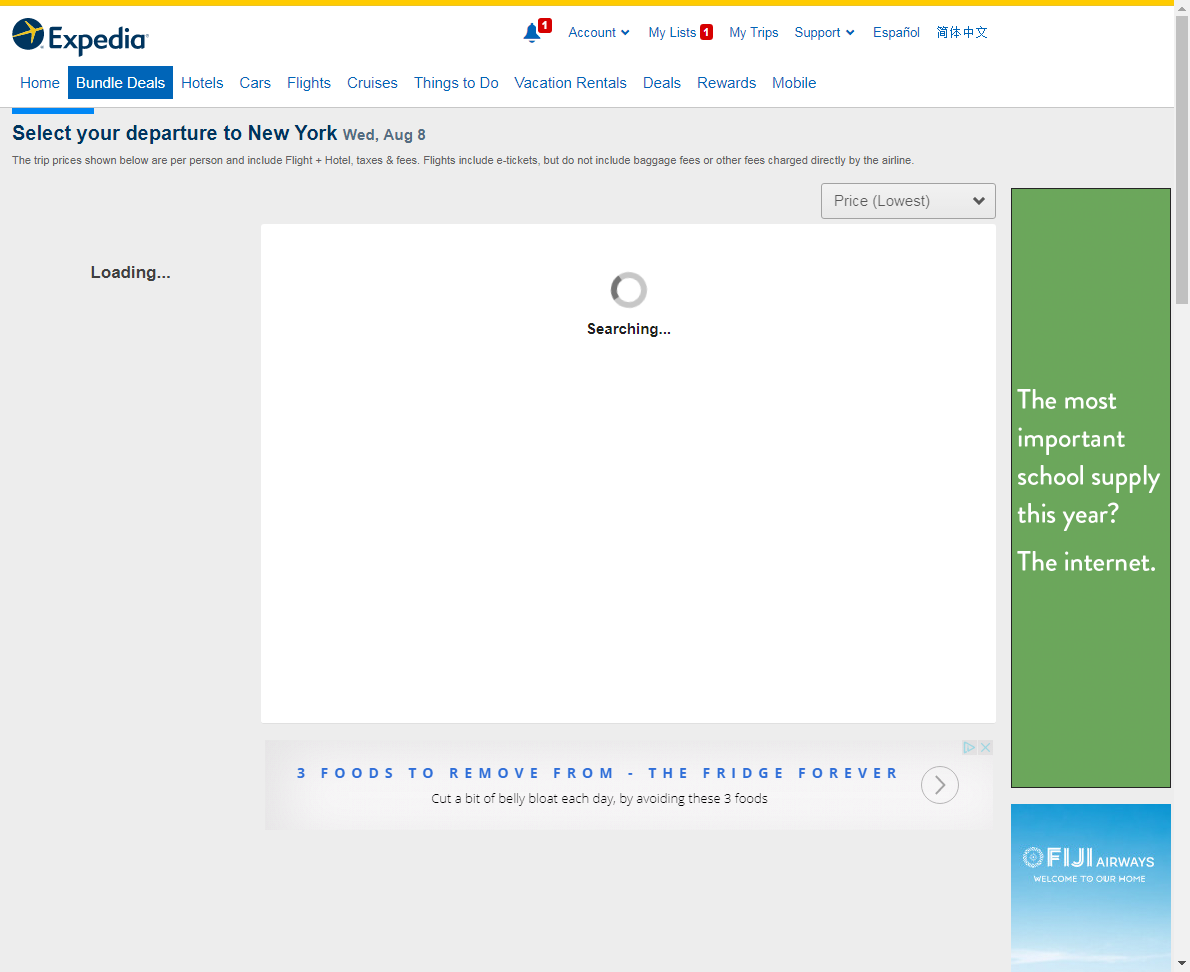 Expedia
1
Account
My Lists 1
My Trips
Support
Español
简体中文
Home
Bundle Deals
Hotels
Cars
Flights
Cruises
Things to Do
Vacation Rentals
Deals
Rewards
Mobile
Select your departure to New York Wed, Aug 8
The trip prices shown below are per person and include Flight + Hotel, taxes & fees. Flights include e-tickets, but do not include baggage fees or other fees charged directly by the airline.
Price (Lowest)
Loading...
Searching...
The most
important
school supply
this year?
The internet.
3 FOODS TO REMOVE FROM - THE FRIDGE FOREVER
Cut a bit of belly bloat each day, by avoiding these 3 foods
FIJI AIRWAYS
WELCOME TO OUR HOME